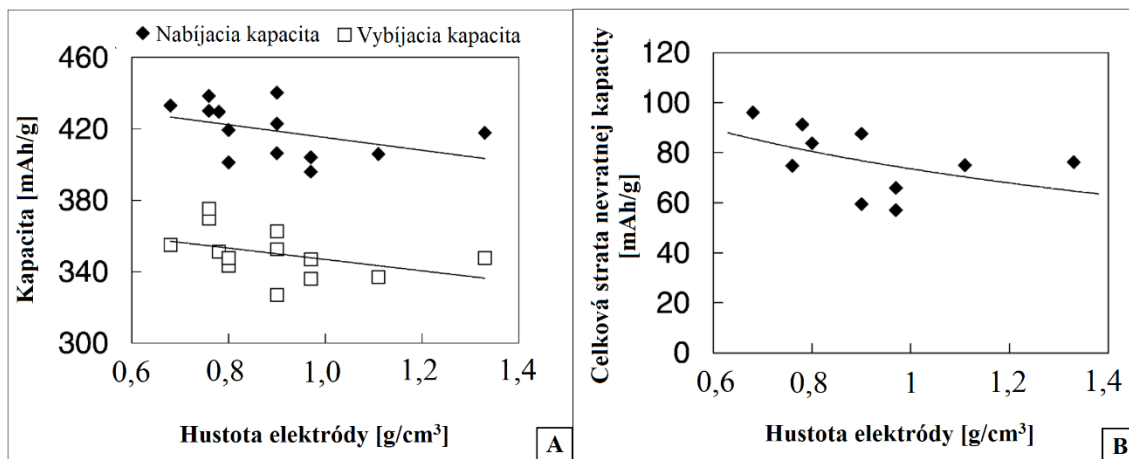 ◆ Nabíjacia kapacita □ Vybíjacia kapacita
Kapacita [mAh/g]
460
420
380
340
300
0,6 0,8 1,0 1,2 1,4
Hustota elektródy [g/cm³]
A
Celková strata nevratnej kapacity
[mAh/g]
120
100
80
60
40
20
0
0,6 0,8 1 1,2 1,4
Hustota elektródy [g/cm³]
B